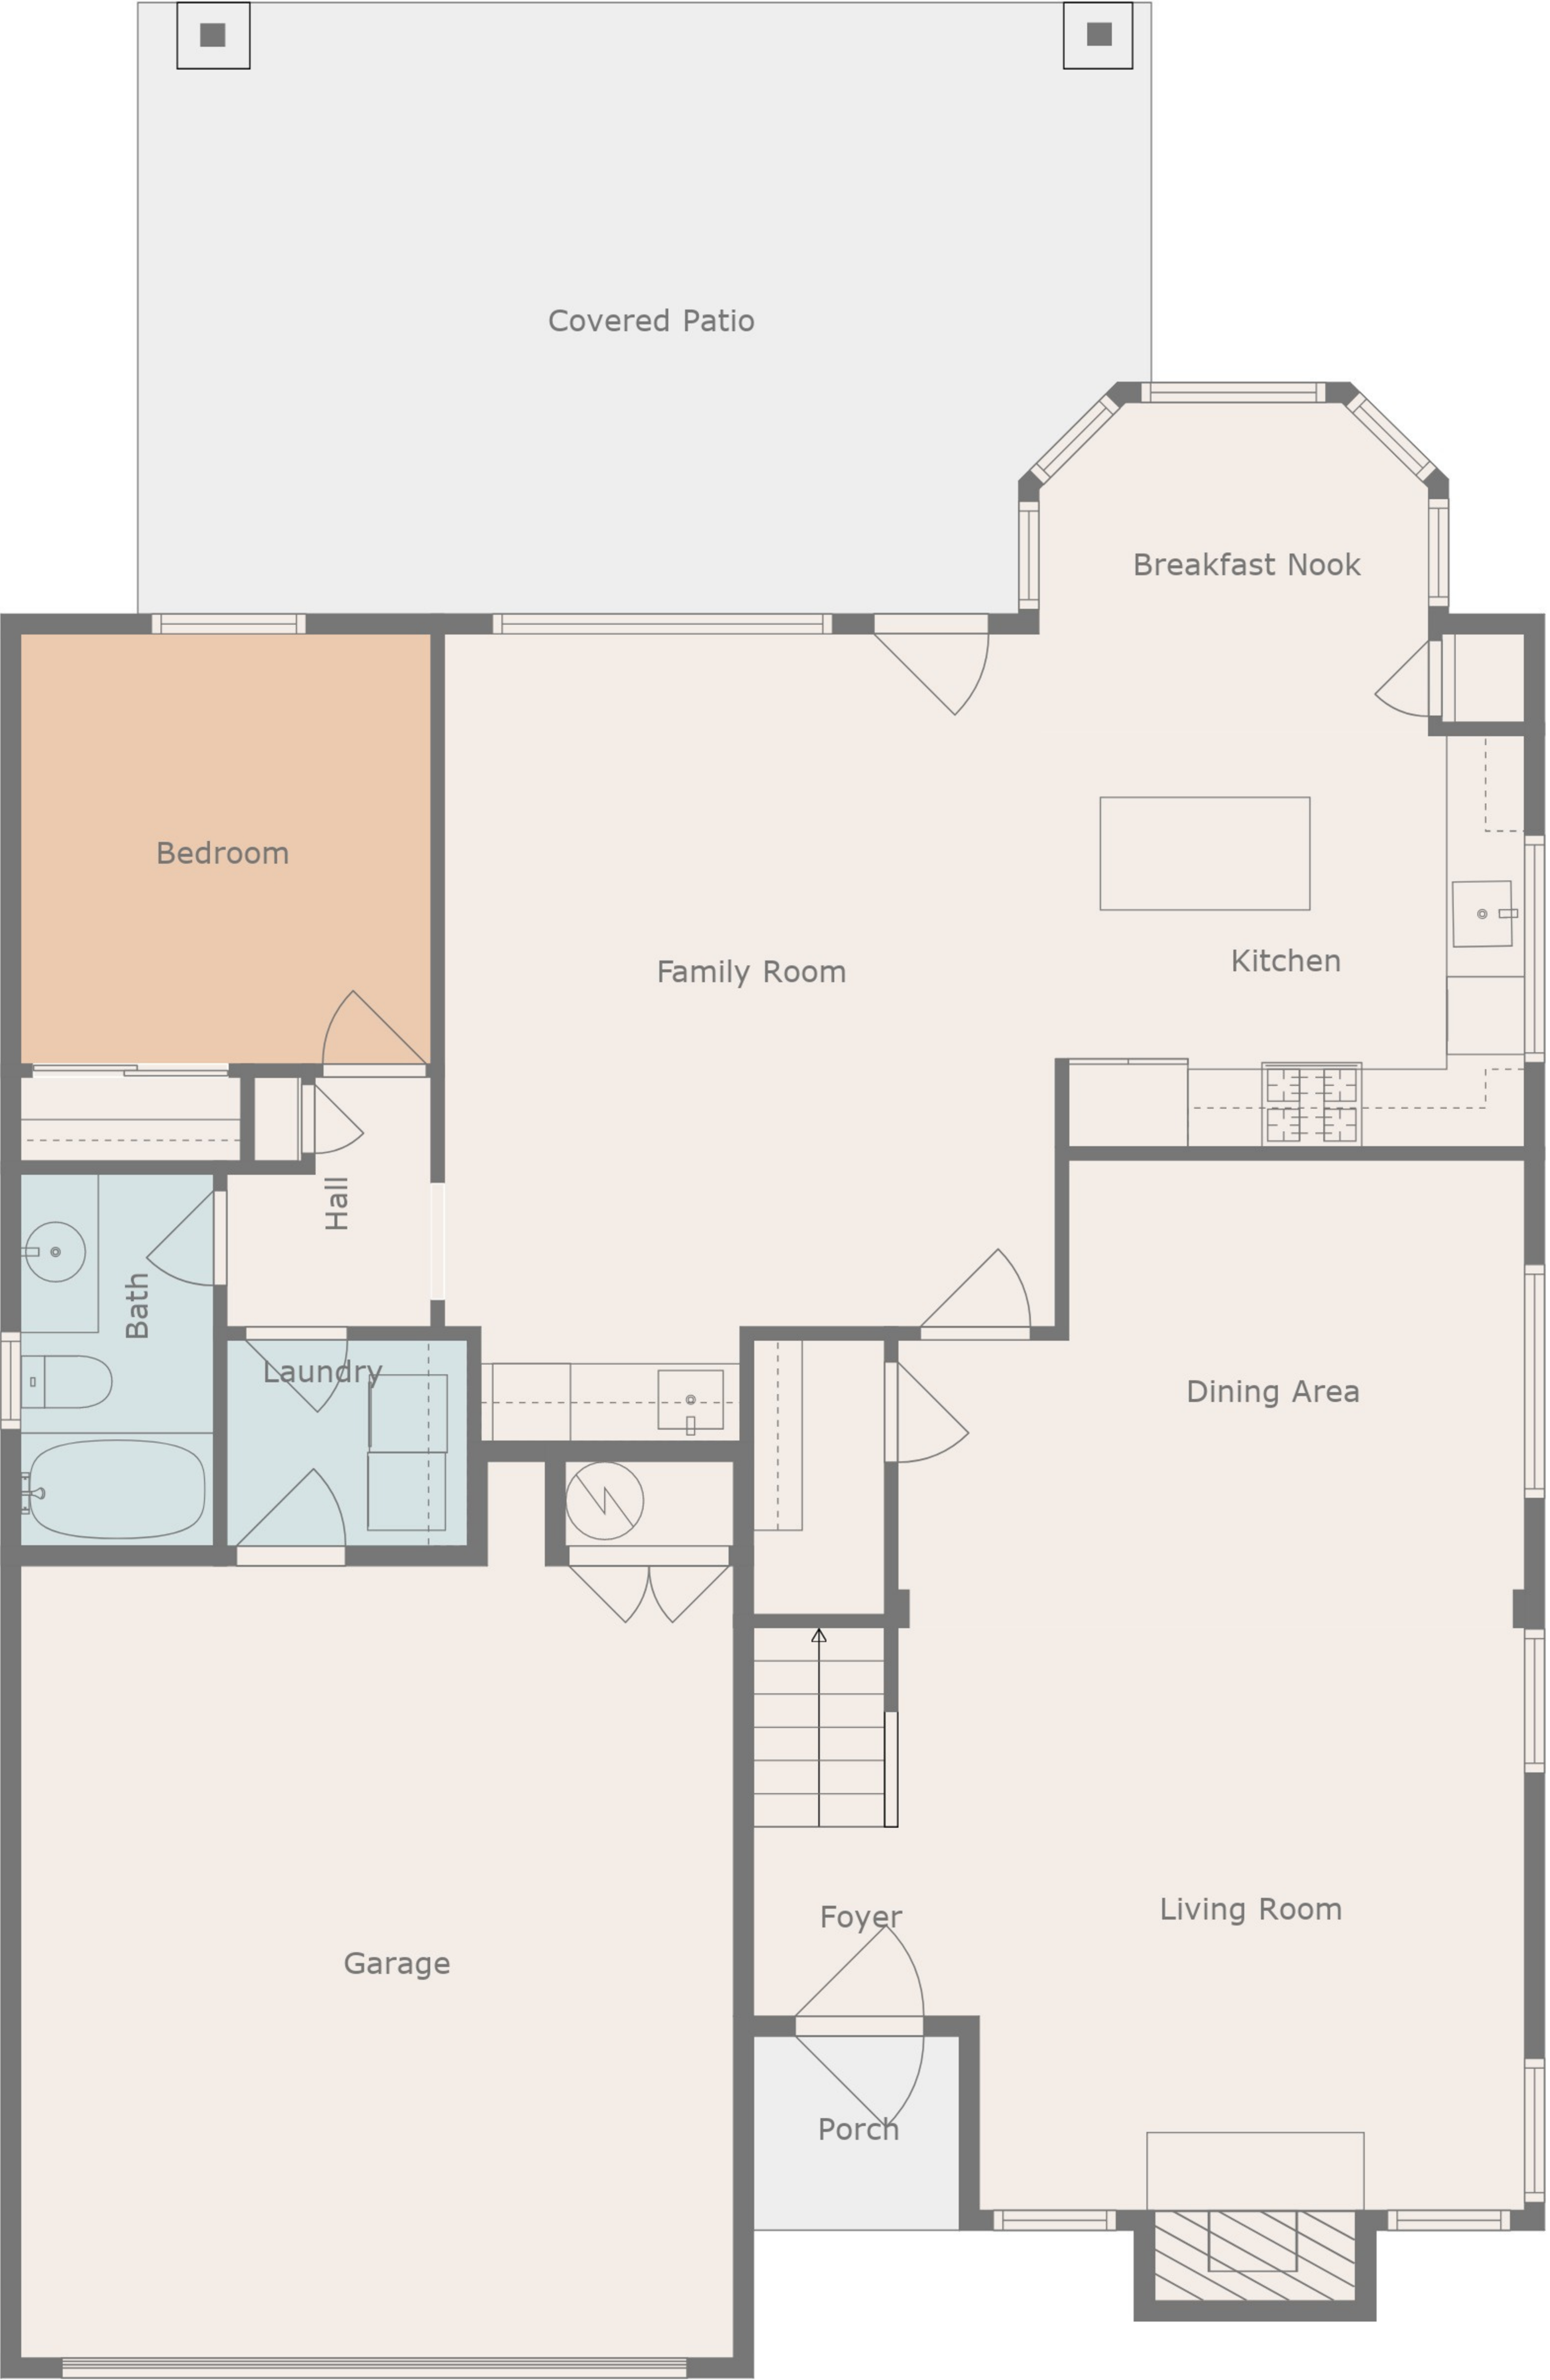 Covered Patio
Breakfast Nook
Bedroom
Family Room
Kitchen
Hall
Bath
Laundry
Dining Area
Foyer
Living Room
Garage
Porch